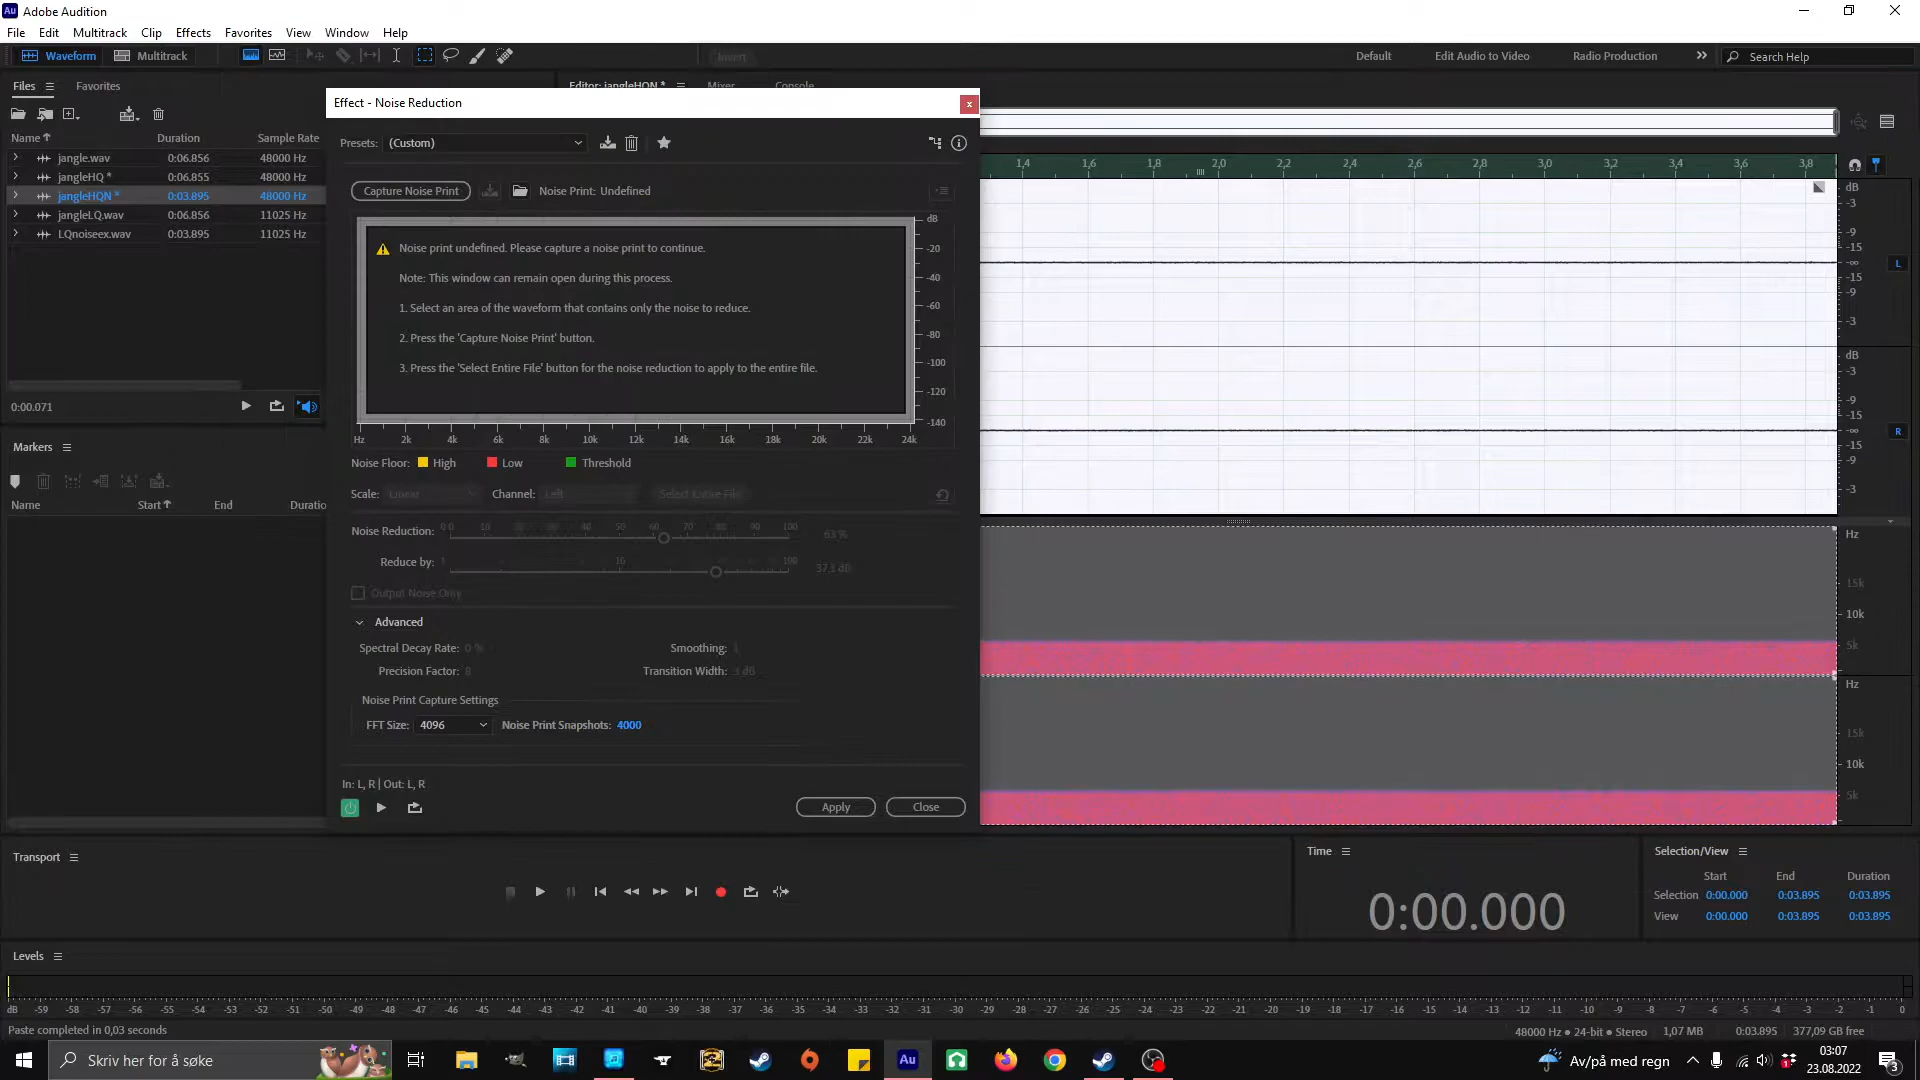 Au Adobe Audition
File Edit Multitrack Clip Effects Favorites View Window Help
Waveform Multitrack Invert Default Edit Audio to Video Radio Production Search Help
Files Favorites
Editor: jangleHQN * Mixer Console
Name Duration Sample Rate
jangle.wav 0:06.856 48000 Hz
jangleHQ * 0:06.855 48000 Hz
jangleHQN * 0:03.895 48000 Hz
jangleLQ.wav 0:06.856 11025 Hz
LQnoiseex.wav 0:03.895 11025 Hz
0:00.071
Markers
Name Start End Duratio
Effect - Noise Reduction
Presets: (Custom)
Capture Noise Print Noise Print: Undefined
Noise print undefined. Please capture a noise print to continue.
Note: This window can remain open during this process.
1. Select an area of the waveform that contains only the noise to reduce.
2. Press the 'Capture Noise Print' button.
3. Press the 'Select Entire File' button for the noise reduction to apply to the entire file.
dB
-20
-40
-60
-80
-100
-120
-140
Hz 2k 4k 6k 8k 10k 12k 14k 16k 18k 20k 22k 24k
Noise Floor: High Low Threshold
Scale: Linear Channel: Left Select Entire File
0 10 20 30 40 50 60 70 80 90 100
Noise Reduction: 63 %
1 10 100
Reduce by: 37,3 dB
Output Noise Only
Advanced
Spectral Decay Rate: 0 % Smoothing: 1
Precision Factor: 8 Transition Width: 3 dB
Noise Print Capture Settings
FFT Size: 4096 Noise Print Snapshots: 4000
In: L, R | Out: L, R
Apply Close
1,4 1,6 1,8 2,0 2,2 2,4 2,6 2,8 3,0 3,2 3,4 3,6 3,8
dB
-3
-9
-15
-∞
-15
-9
-3
L
dB
-3
-9
-15
-∞
-15
-9
-3
R
Hz
15k
10k
5k
Hz
15k
10k
5k
Transport
Time
0:00.000
Selection/View
Start End Duration
Selection 0:00.000 0:03.895 0:03.895
View 0:00.000 0:03.895 0:03.895
Levels
dB -59 -58 -57 -56 -55 -54 -53 -52 -51 -50 -49 -48 -47 -46 -45 -44 -43 -42 -41 -40 -39 -38 -37 -36 -35 -34 -33 -32 -31 -30 -29 -28 -27 -26 -25 -24 -23 -22 -21 -20 -19 -18 -17 -16 -15 -14 -13 -12 -11 -10 -9 -8 -7 -6 -5 -4 -3 -2 -1 0
Paste completed in 0,03 seconds
48000 Hz ● 24-bit ● Stereo 1,07 MB 0:03.895 377,09 GB free
Skriv her for å søke
Au
Av/på med regn
1
03:07
23.08.2022
3